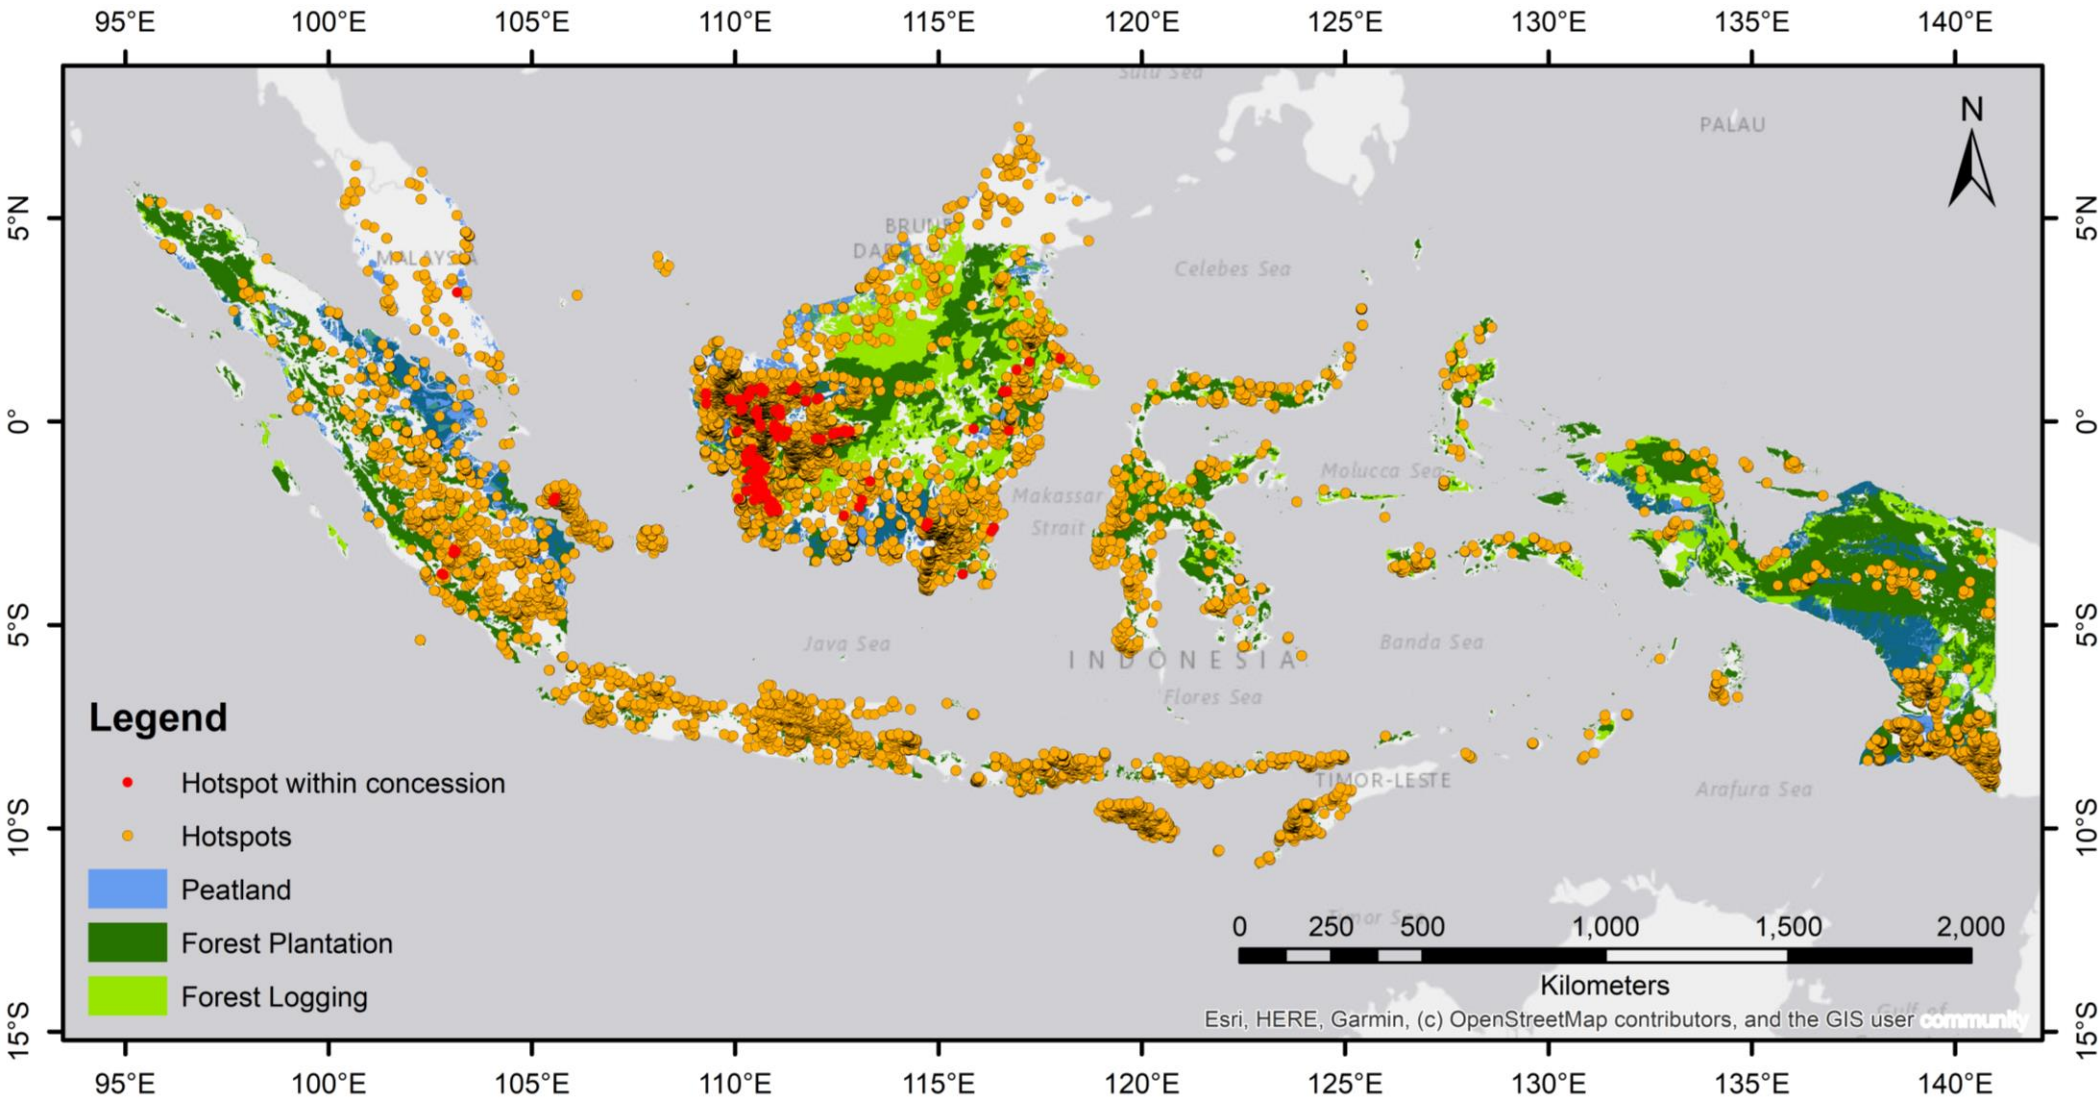 95°E 100°E 105°E 110°E 115°E 120°E 125°E 130°E 135°E 140°E
Sulu Sea
N
PALAU
5°N 5°N
BRUNEI
MALAYSIA
Celebes Sea
0° 0°
Molucca Sea
Makassar
Strait
5°S 5°S
Java Sea
Banda Sea
INDONESIA
Flores Sea
Legend
TIMOR-LESTE
Hotspot within concession
Arafura Sea
Hotspots
10°S 10°S
Peatland
Timor Sea
0 250 500 1,000 1,500 2,000
Forest Plantation
Kilometers
Forest Logging
Gulf of
Esri, HERE, Garmin, (c) OpenStreetMap contributors, and the GIS user community
15°S 15°S
95°E 100°E 105°E 110°E 115°E 120°E 125°E 130°E 135°E 140°E